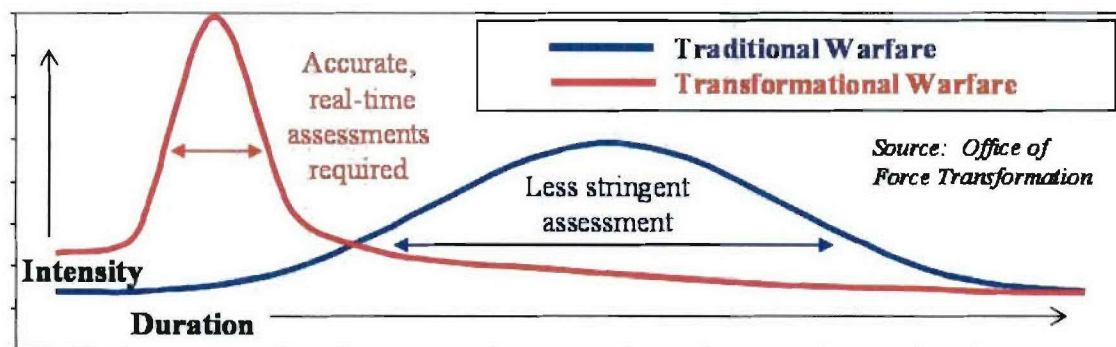 Traditional Warfare
Transformational Warfare
Accurate,
real-time
assessments
required
Source: Office of
Force Transformation
Less stringent
assessment
Intensity
Duration